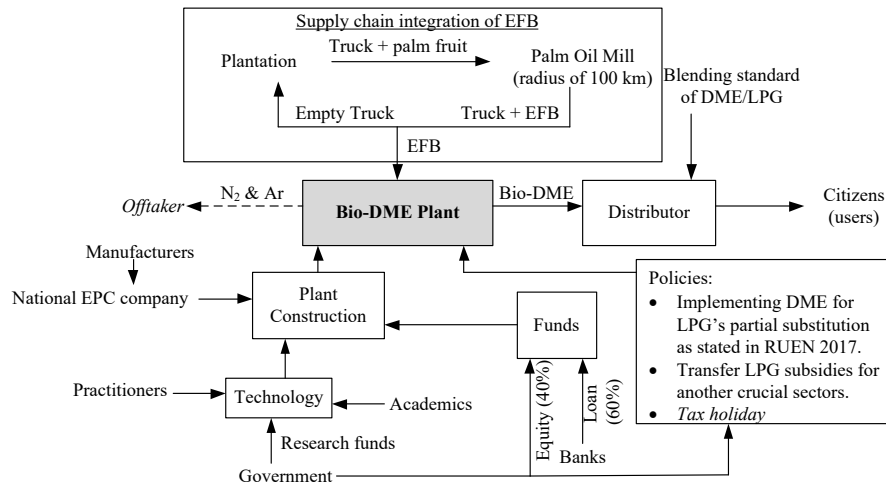 Supply chain integration of EFB
Truck + palm fruit
Plantation
Palm Oil Mill
(radius of 100 km)
Empty Truck
Truck + EFB
EFB
Blending standard
of DME/LPG
Offtaker
N2 & Ar
Bio-DME Plant
Bio-DME
Distributor
Citizens
(users)
Manufacturers
National EPC company
Plant
Construction
Funds
Policies:
• Implementing DME for
LPG's partial substitution
as stated in RUEN 2017.
• Transfer LPG subsidies for
another crucial sectors.
• Tax holiday
Practitioners
Technology
Academics
Equity (40%)
Loan
(60%)
Research funds
Government
Banks